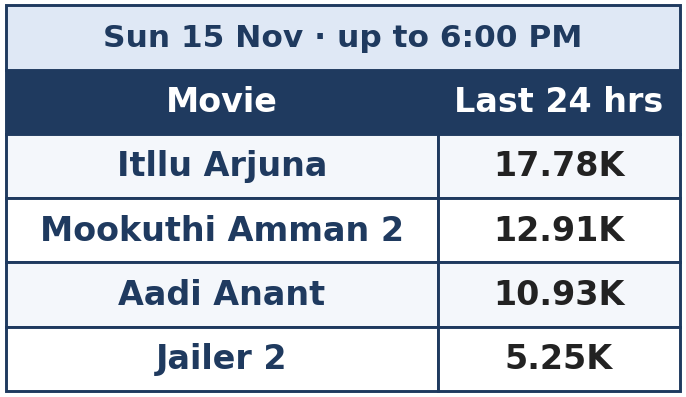 Sun 15 Nov · up to 6:00 PM
Movie Last 24 hrs
Itllu Arjuna 17.78K
Mookuthi Amman 2 12.91K
Aadi Anant 10.93K
Jailer 2 5.25K